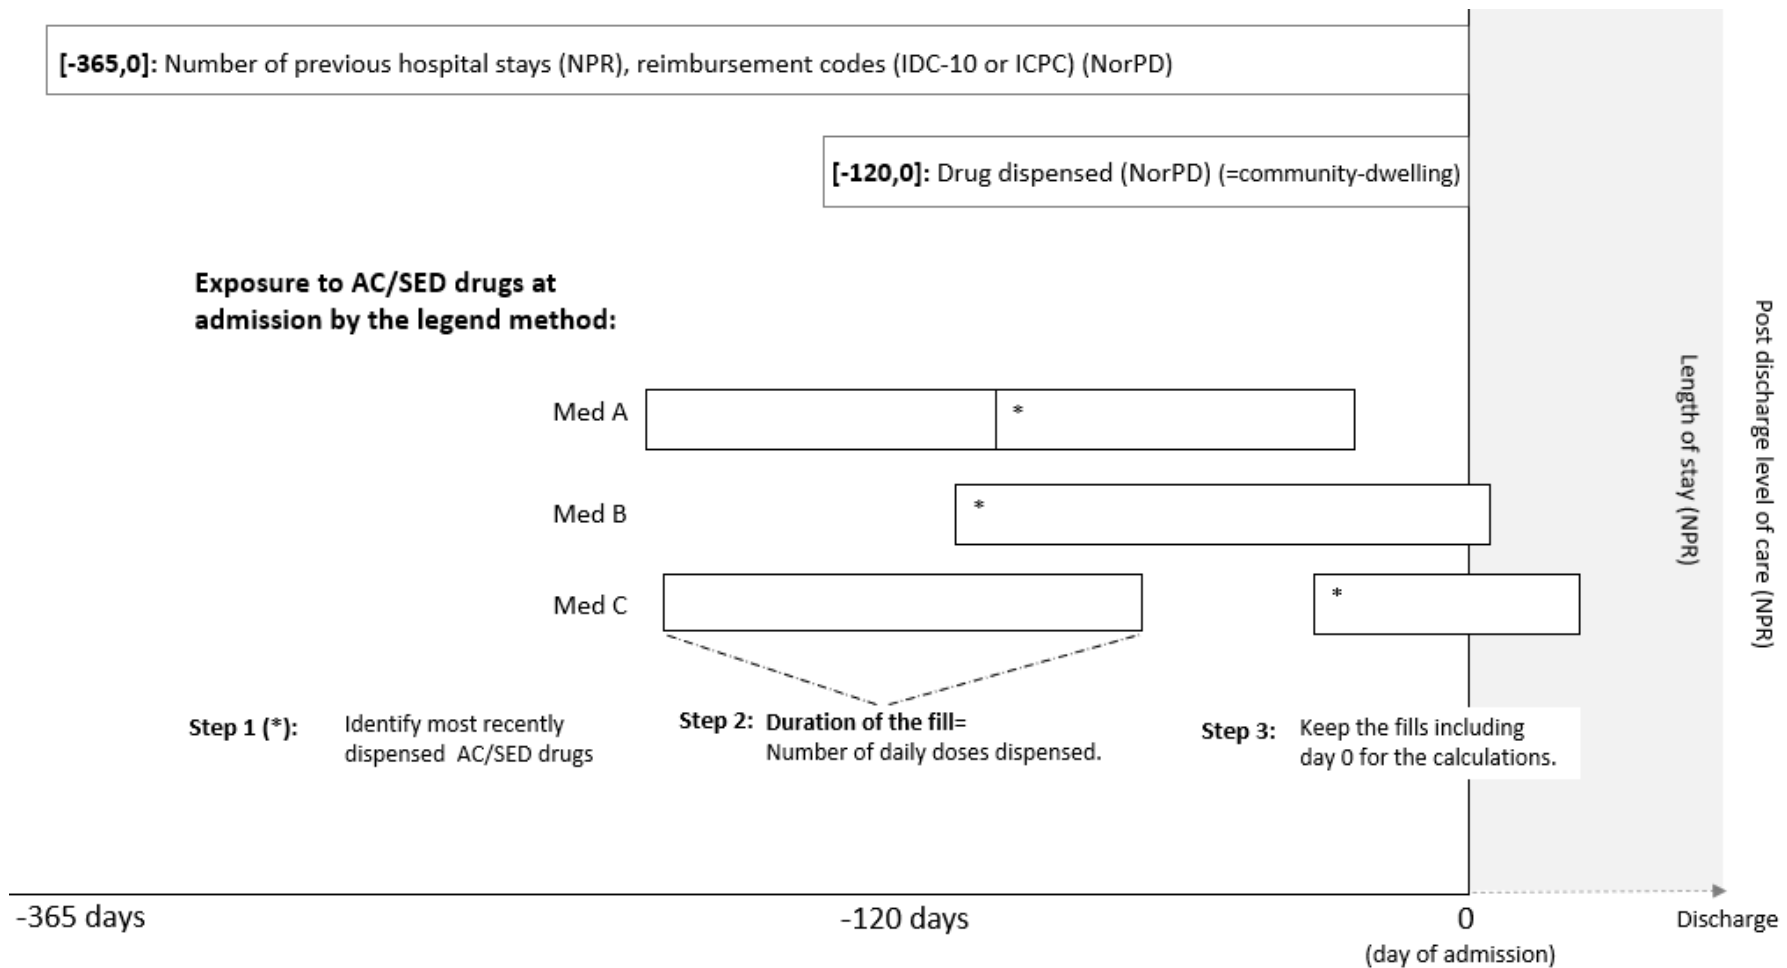 [-365,0]: Number of previous hospital stays (NPR), reimbursement codes (IDC-10 or ICPC) (NorPD)
[-120,0]: Drug dispensed (NorPD) (=community-dwelling)
Exposure to AC/SED drugs at
admission by the legend method:
Med A
*
Med B
*
Med C
*
Length of stay (NPR)
Post discharge level of care (NPR)
Step 1 (*):
Identify most recently
dispensed AC/SED drugs
Step 2:
Duration of the fill=
Number of daily doses dispensed.
Step 3:
Keep the fills including
day 0 for the calculations.
-365 days
-120 days
0
Discharge
(day of admission)